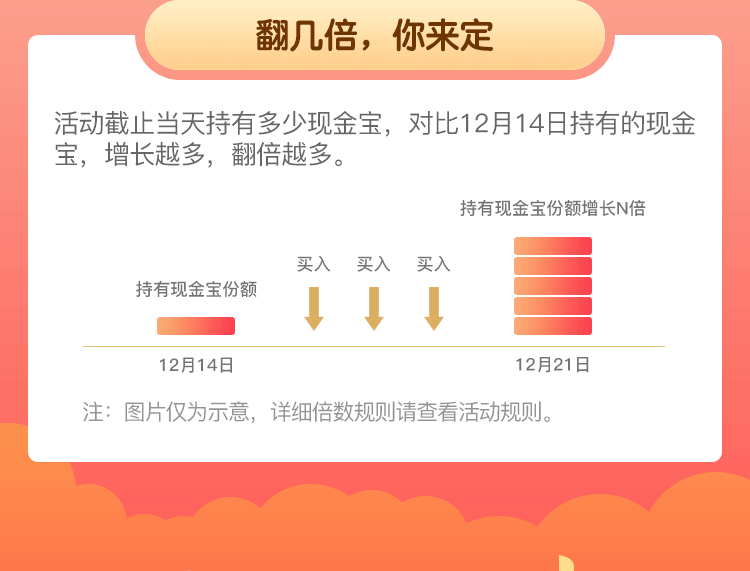 翻几倍，你来定
活动截止当天持有多少现金宝，对比12月14日持有的现金
宝，增长越多，翻倍越多。
持有现金宝份额增长N倍
买入 买入 买入
持有现金宝份额
12月14日 12月21日
注：图片仅为示意，详细倍数规则请查看活动规则。